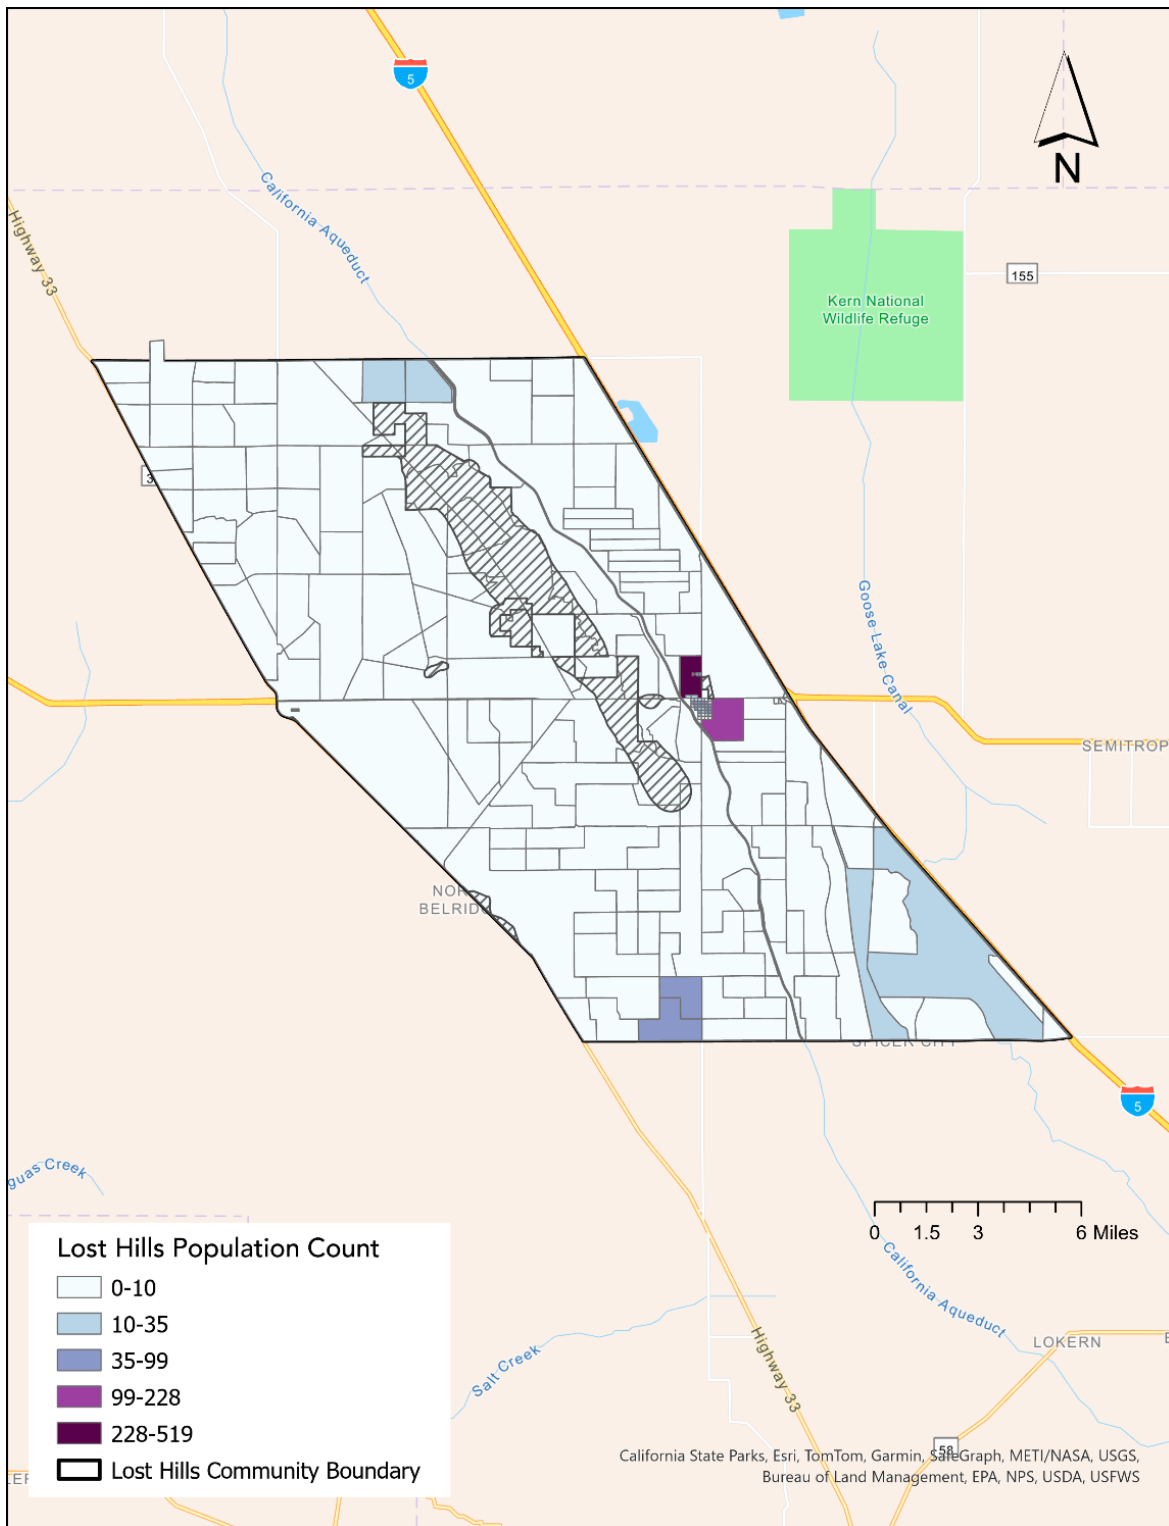 5
N
California Aqueduct
Highway 33
155
Kern National
Wildlife Refuge
Goose Lake Canal
SEMITROP
BELRID
SPICER CITY
5
guas Creek
0 1.5 3 6 Miles
Lost Hills Population Count
0-10
10-35
35-99
99-228
228-519
Lost Hills Community Boundary
California Aqueduct
LOKERN
Salt Creek
Highway 33
58
California State Parks, Esri, TomTom, Garmin, SafeGraph, METI/NASA, USGS,
Bureau of Land Management, EPA, NPS, USDA, USFWS